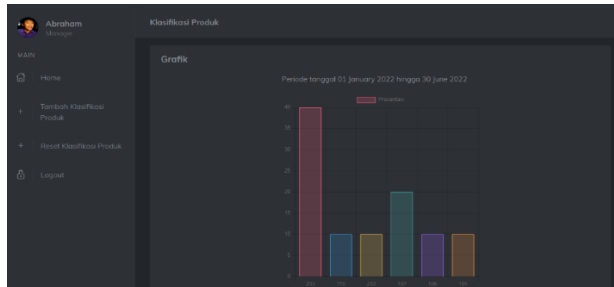 Abraham
Manager
Klasifikasi Produk
MAIN
Home
Tambah Klasifikasi
Produk
Reset Klasifikasi Produk
Logout
Grafik
Periode tanggal 01 January 2022 hingga 30 June 2022
40
35
30
25
20
15
10
5
0